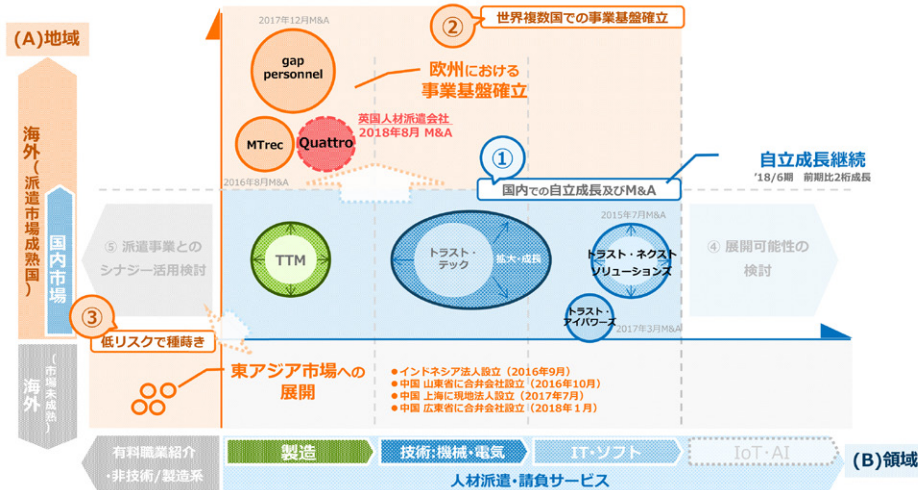 (A)地域
海外(派遣市場成熟国)
国内市場
海外
(市場未成熟)
2017年12月M&A
gap
personnel
②
世界複数国での事業基盤確立
欧州における
事業基盤確立
MTrec
Quattro
英国人材派遣会社
2018年8月 M&A
2016年8月M&A
①
国内での自立成長及びM&A
自立成長継続
'18/6期 前期比2桁成長
⑤ 派遣事業との
シナジー活用検討
TTM
トラスト・
テック
拡大・成長
2015年7月M&A
トラスト・ネクスト
ソリューションズ
トラスト・
アイパワーズ
2017年3月M&A
④ 展開可能性の
検討
③
低リスクで種蒔き
東アジア市場への
展開
●インドネシア法人設立(2016年9月)
●中国 山東省に合弁会社設立(2016年10月)
●中国 上海に現地法人設立(2017年7月)
●中国 広東省に合弁会社設立(2018年1月)
有料職業紹介
・非技術/製造系
製造
技術:機械・電気
IT・ソフト
IoT・AI
人材派遣・請負サービス
(B)領域